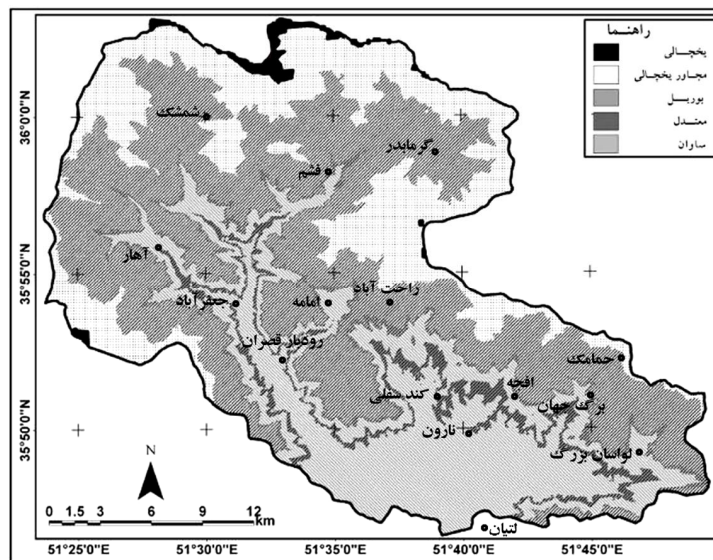 راهنما
یخچالی
مجاور یخچالی
بوریل
معتدل
ساوان
36°0'0"N
35°55'0"N
35°50'0"N
شمشک
گرمابدر
فشم
آهار
جعفرآباد
امامه
راحت آباد
رودبار قصران
حمامک
افجه
کند سفلی
برگ جهان
نارون
لواسان بزرگ
لتیان
N
0 1.5 3 6 9 12
km
51°25'0"E 51°30'0"E 51°35'0"E 51°40'0"E 51°45'0"E